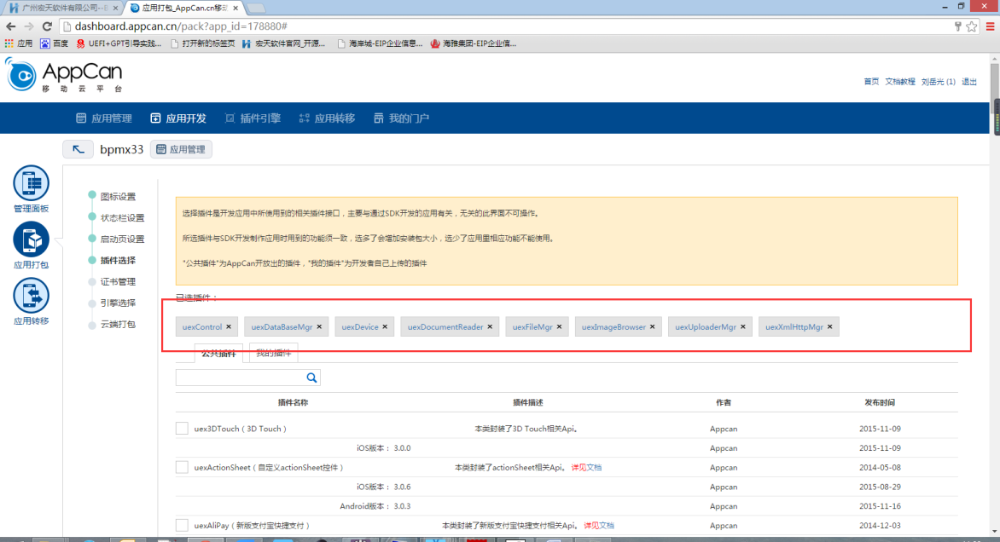 广州宏天软件有限公司--E × 应用打包_AppCan.cn移动 ×
dashboard.appcan.cn/pack?app_id=178880#
应用 百度 UEFI+GPT引导实践... 打开新的标签页 宏天软件官网_开源... 海岸城-EIP企业信息... 海雅集团-EIP企业信...
AppCan
移 动 云 平 台
首页 文档教程 刘岳光 (1) 退出
应用管理 应用开发 插件引擎 应用转移 我的门户
bpmx33 应用管理
管理面板
应用打包
应用转移
图标设置
状态栏设置
启动页设置
插件选择
证书管理
引擎选择
云端打包
选择插件是开发应用中所使用到的相关插件接口，主要与通过SDK开发的应用有关，无关的此界面不可操作。
所选插件与SDK开发制作应用时用到的功能须一致，选多了会增加安装包大小，选少了应用里相应功能不能使用。
"公共插件"为AppCan开放出的插件，"我的插件"为开发者自己上传的插件
已选插件：
uexControl × uexDataBaseMgr × uexDevice × uexDocumentReader × uexFileMgr × uexImageBrowser × uexUploaderMgr × uexXmlHttpMgr ×
公共插件 我的插件
插件名称 插件描述 作者 发布时间
uex3DTouch（3D Touch） 本类封装了3D Touch相关Api。 Appcan 2015-11-09
iOS版本： 3.0.0 Appcan 2015-11-09
uexActionSheet（自定义actionSheet控件） 本类封装了actionSheet相关Api。 详见文档 Appcan 2014-05-08
iOS版本： 3.0.6 Appcan 2015-08-29
Android版本： 3.0.3 Appcan 2015-11-16
uexAliPay（新版支付宝快捷支付） 本类封装了新版支付宝快捷支付相关Api。 详见文档 Appcan 2014-12-03